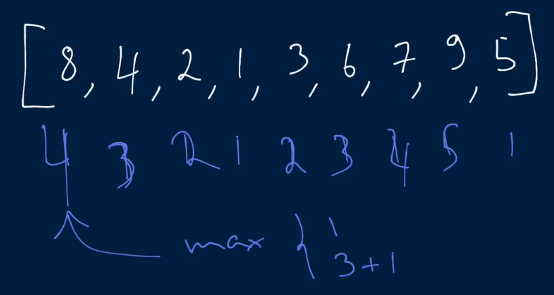 [8, 4, 2, 1, 3, 6, 7, 9, 5]
4 3 2 1 2 3 4 5 1
max { 1
3+1